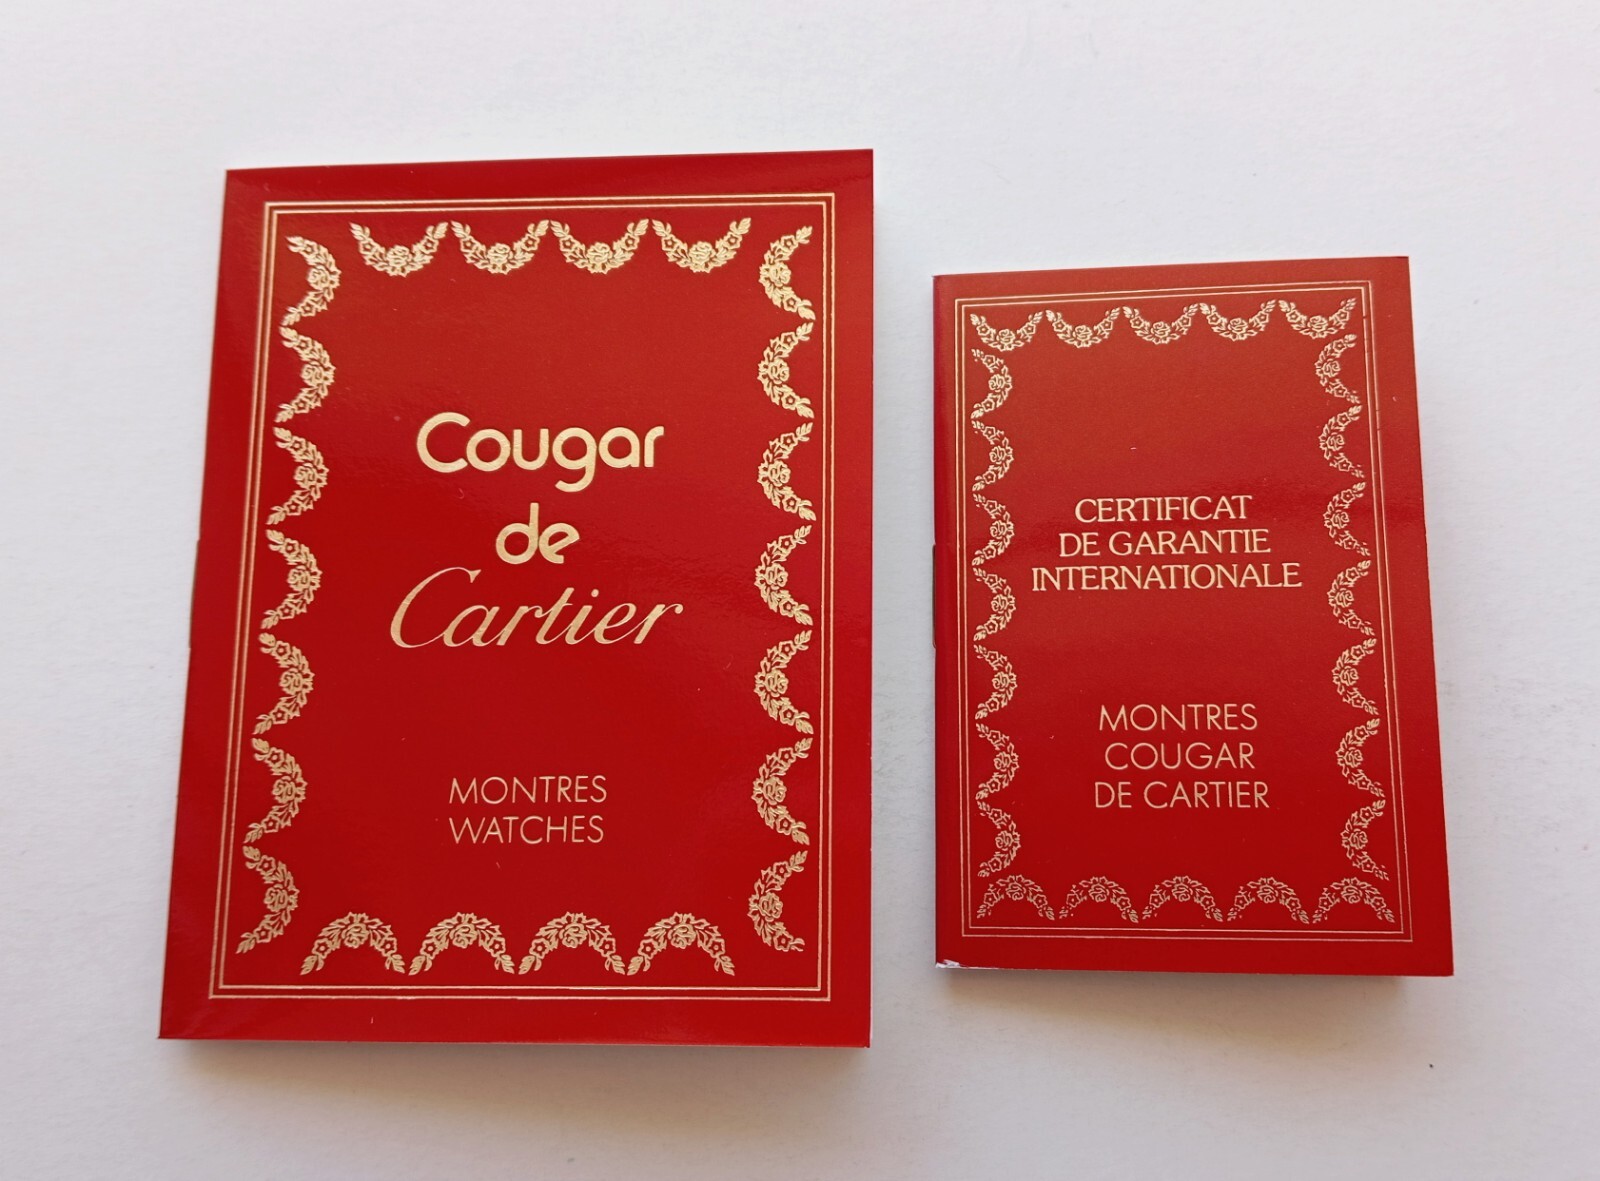 Cougar
de
Cartier
MONTRES
WATCHES
CERTIFICAT
DE GARANTIE
INTERNATIONALE
MONTRES
COUGAR
DE CARTIER